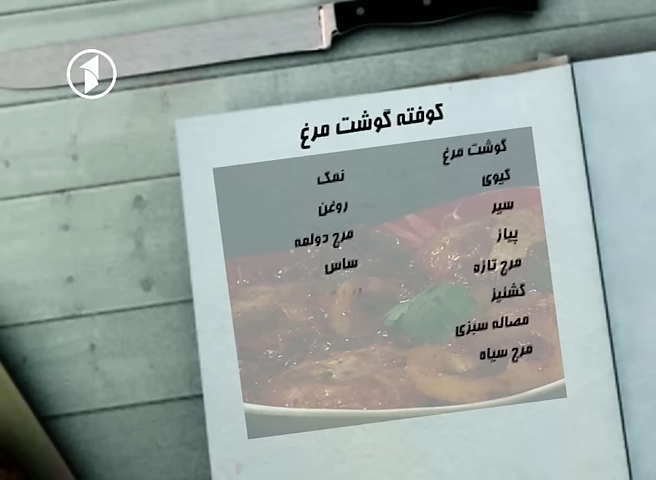 کوفته گوشت مرغ
گوشت مرغ
کیوی
سیر
پیاز
مرچ تازه
گشنیز
مصاله سبزی
مرچ سیاه
نمک
روغن
مرچ دولمه
ساس